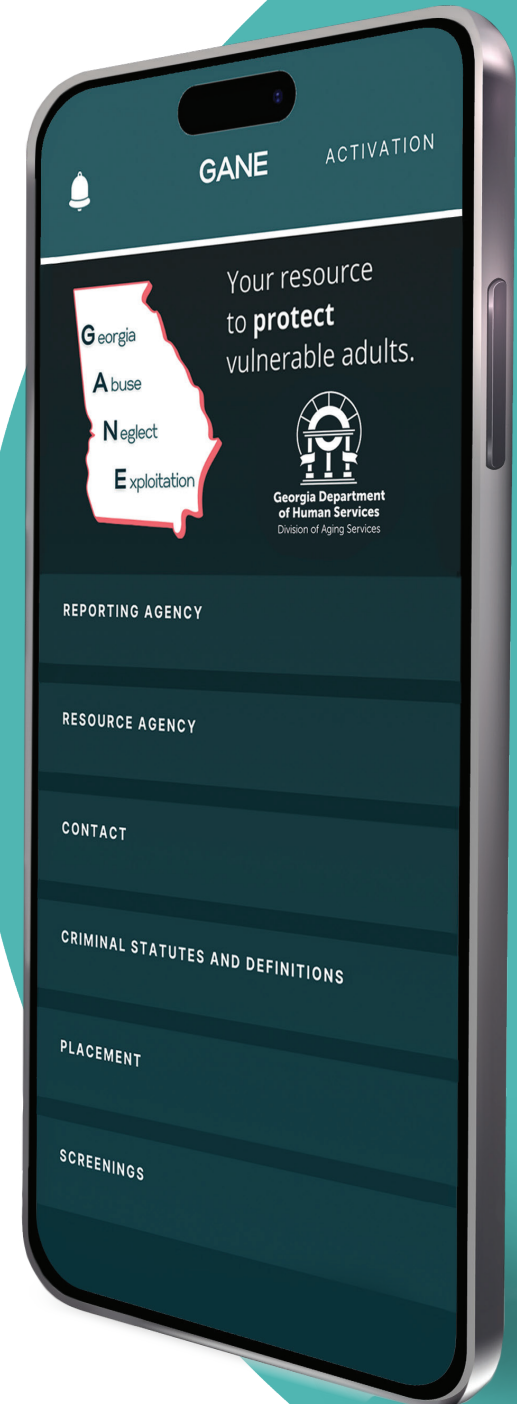 GANE
ACTIVATION
Georgia
Abuse
Neglect
Exploitation
Your resource
to protect
vulnerable adults.
Georgia Department
of Human Services
Division of Aging Services
REPORTING AGENCY
RESOURCE AGENCY
CONTACT
CRIMINAL STATUTES AND DEFINITIONS
PLACEMENT
SCREENINGS